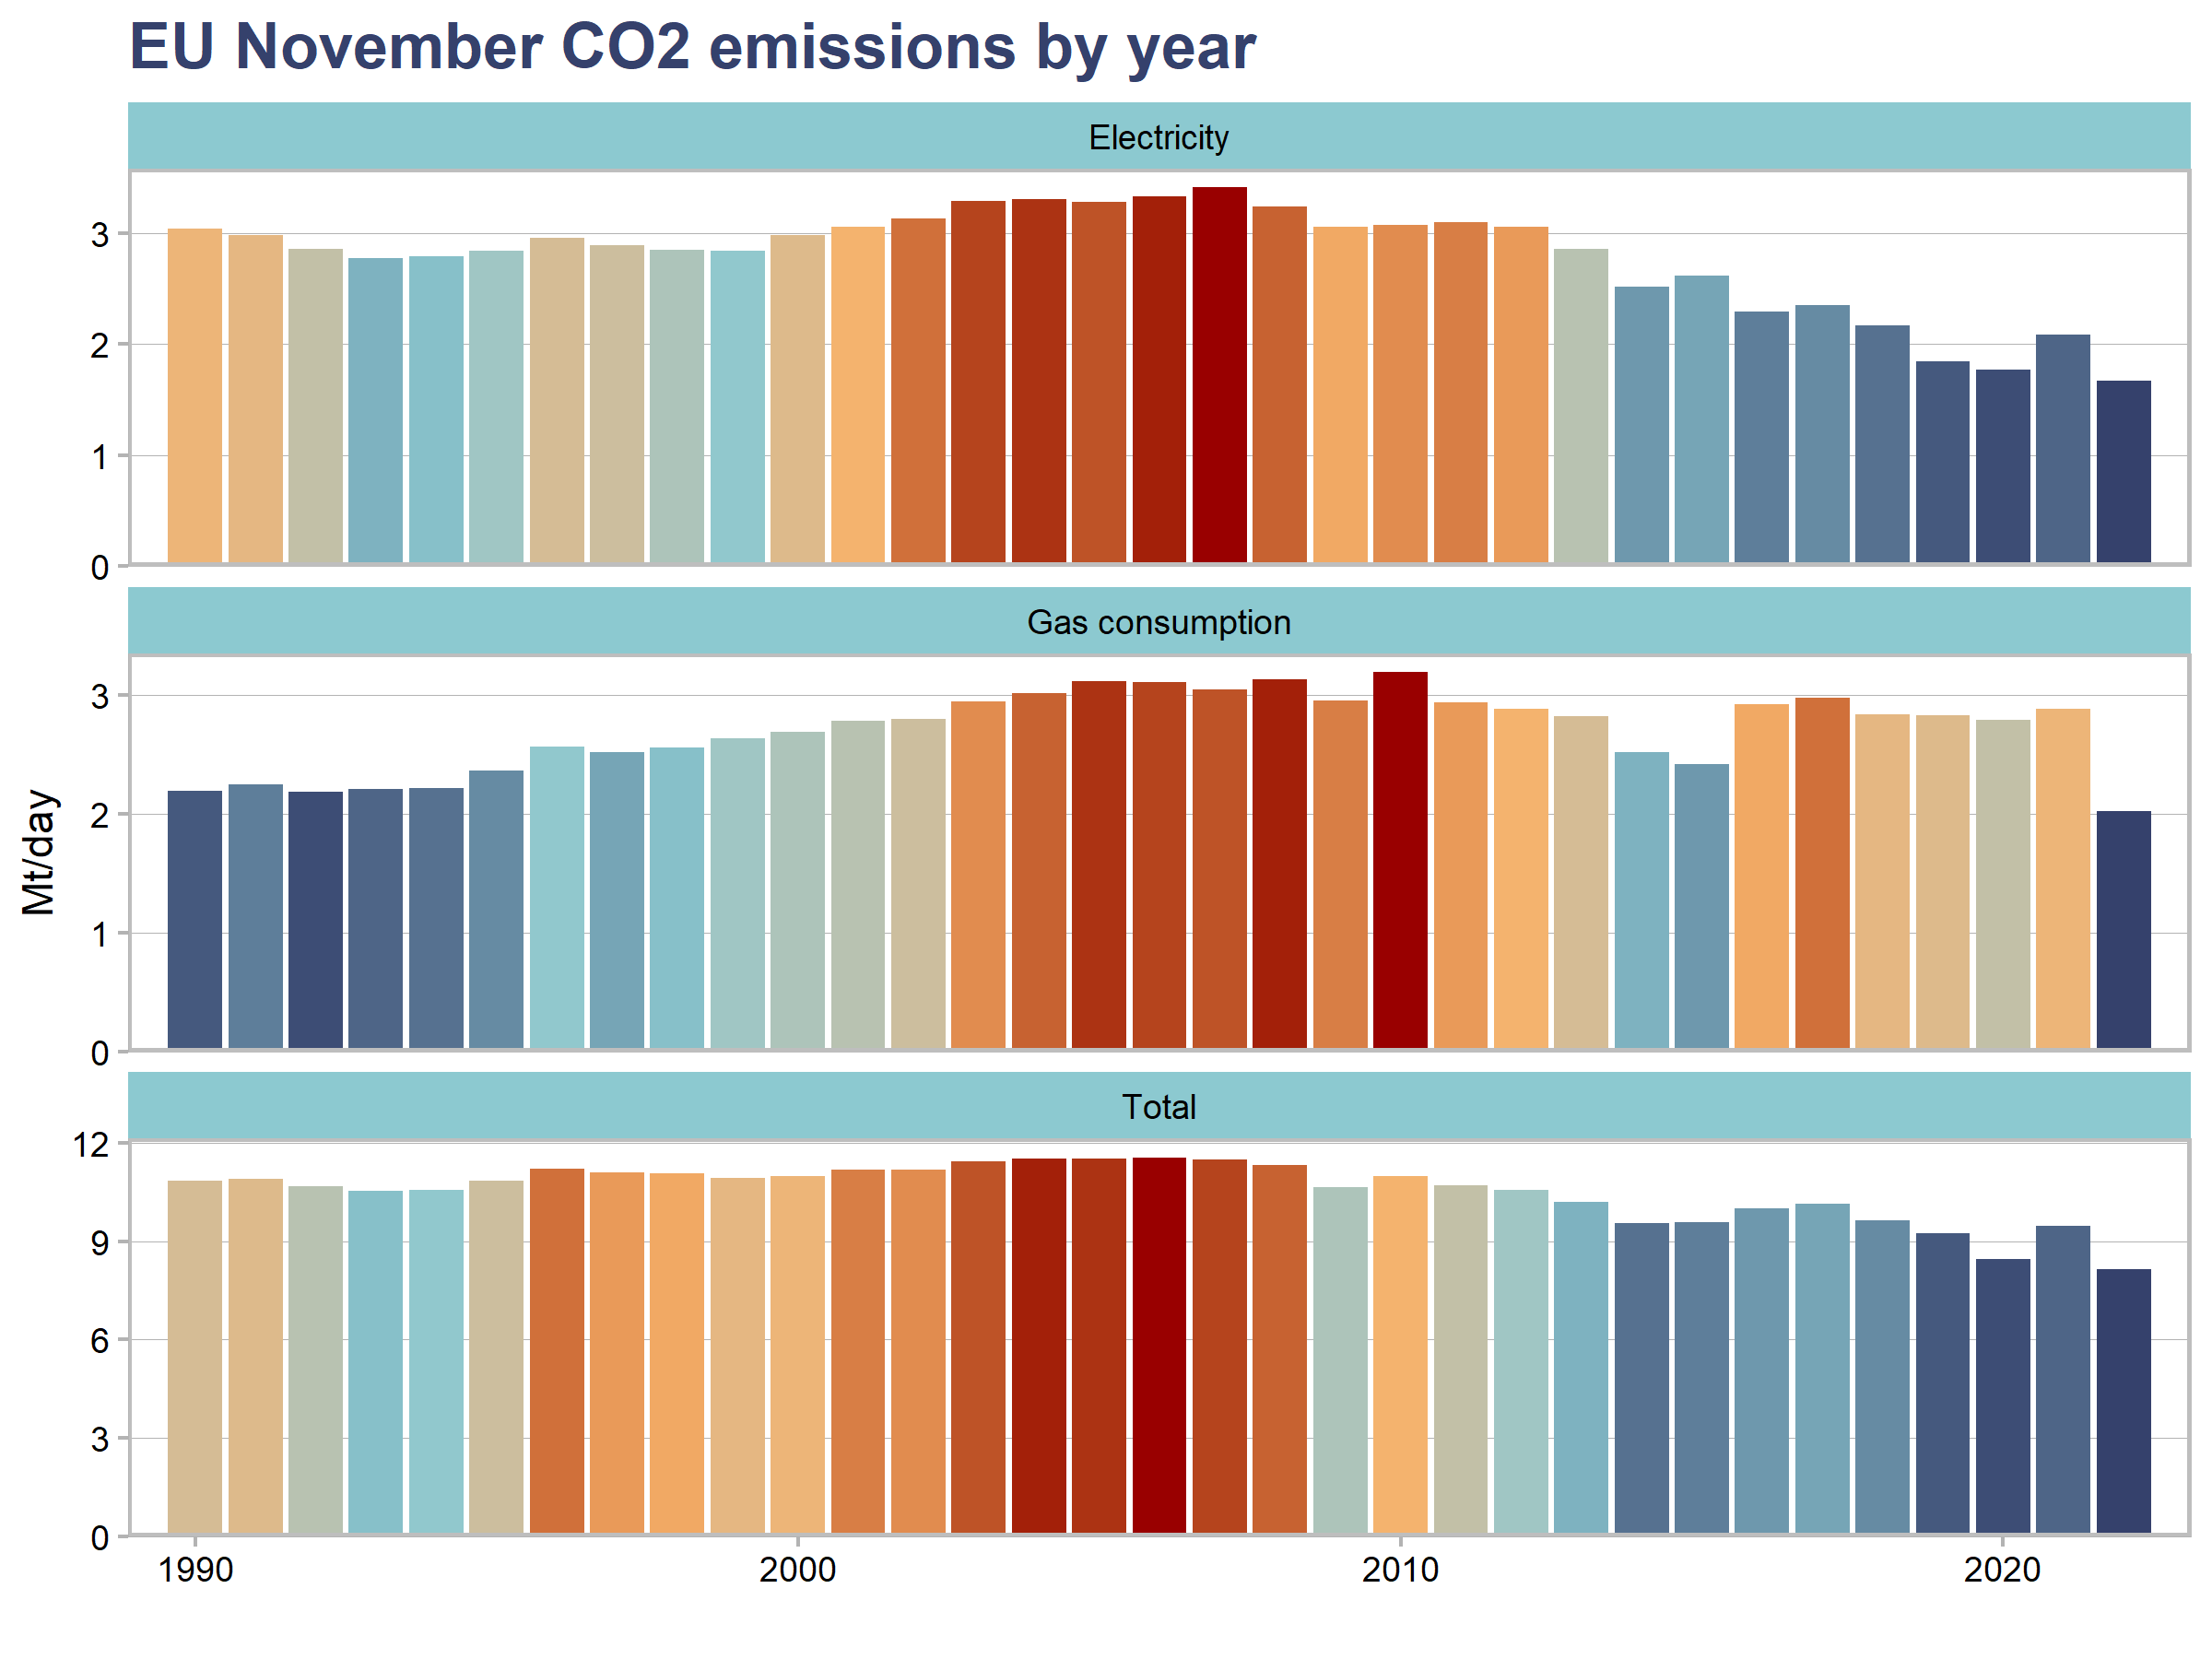 EU November CO2 emissions by year
Electricity
3
2
1
0
Gas consumption
3
2
1
0
Mt/day
Total
12
9
6
3
0
1990 2000 2010 2020